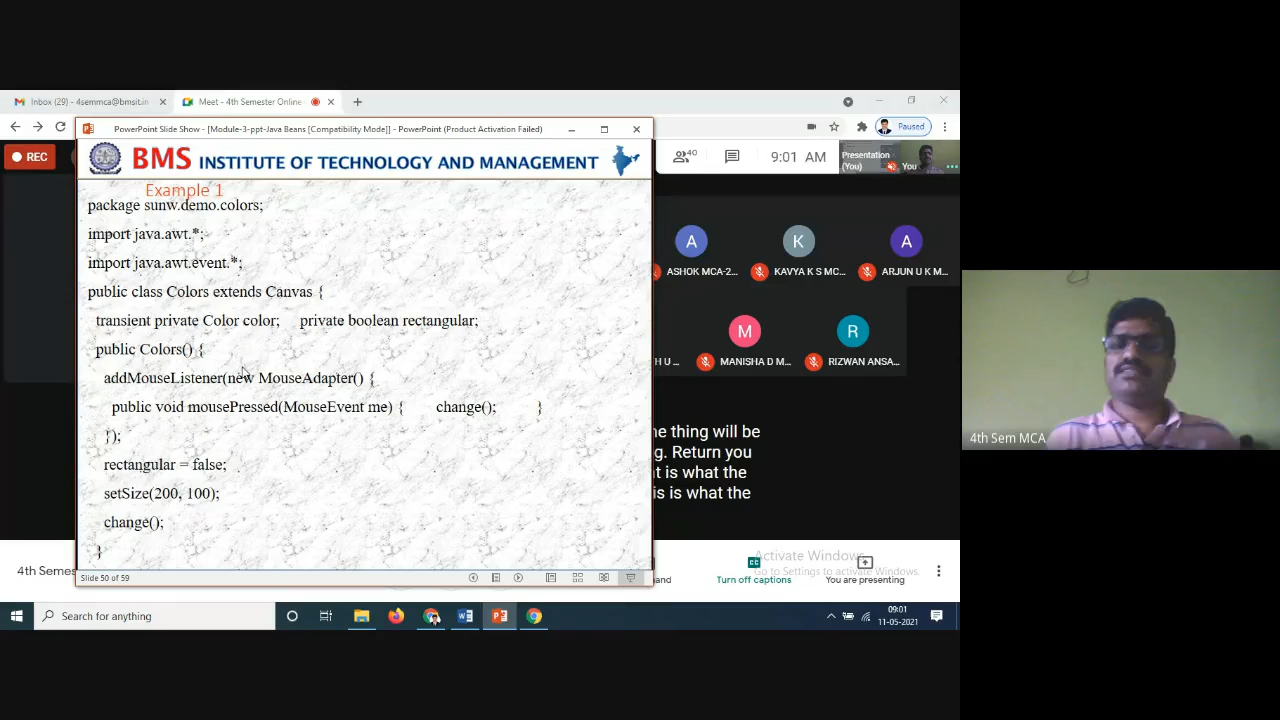 Inbox (29) - 4semmca@bmsit.in
Meet - 4th Semester Online
Paused
PowerPoint Slide Show - [Module-3-ppt-Java Beans [Compatibility Mode]] - PowerPoint (Product Activation Failed)
REC
BMS INSTITUTE OF TECHNOLOGY AND MANAGEMENT
40
9:01 AM
Presentation
(You)
You
Example 1
package sunw.demo.colors;
import java.awt.*;
import java.awt.event.*;
public class Colors extends Canvas {
transient private Color color; private boolean rectangular;
public Colors() {
addMouseListener(new MouseAdapter() {
public void mousePressed(MouseEvent me) { change(); }
});
rectangular = false;
setSize(200, 100);
change();
}
A
K
A
ASHOK MCA-2...
KAVYA K S MC...
ARJUN U K M...
M
R
H U ...
MANISHA D M...
RIZWAN ANSA...
ne thing will be
g. Return you
t is what the
is is what the
4th Sem MCA
Slide 50 of 59
4th Semes
and
CC
Turn off captions
You are presenting
Activate Windows
Go to Settings to activate Windows.
Search for anything
09:01
11-05-2021